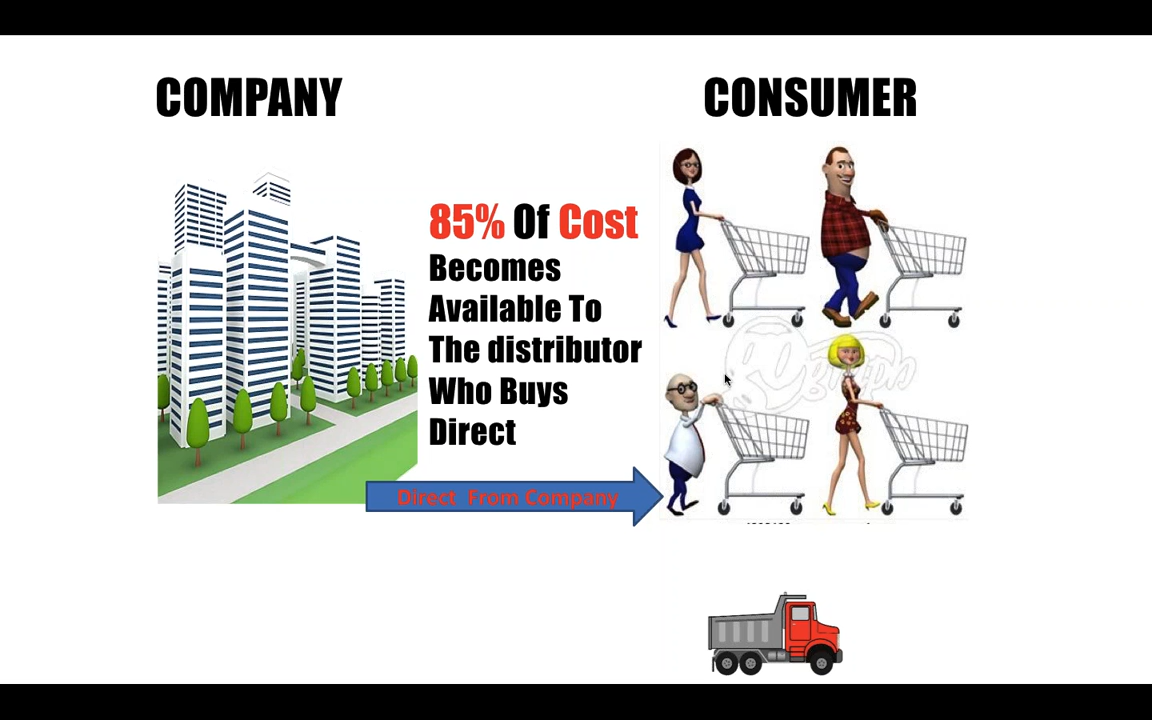 COMPANY
CONSUMER
85% Of Cost
Becomes
Available To
The distributor
Who Buys
Direct
Direct From Company